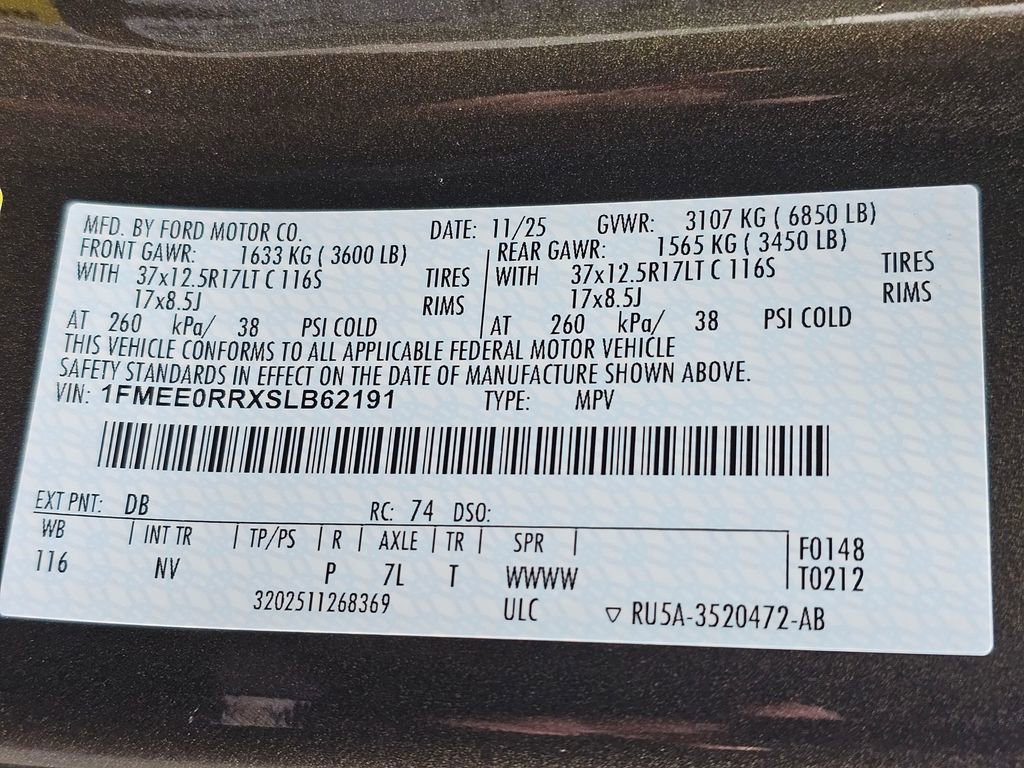 MFD. BY FORD MOTOR CO. DATE: 11/25 GVWR: 3107 KG ( 6850 LB)
FRONT GAWR: 1633 KG ( 3600 LB) REAR GAWR: 1565 KG ( 3450 LB)
WITH 37x12.5R17LT C 116S TIRES WITH 37x12.5R17LT C 116S TIRES
17x8.5J RIMS 17x8.5J RIMS
AT 260 kPa/ 38 PSI COLD AT 260 kPa/ 38 PSI COLD
THIS VEHICLE CONFORMS TO ALL APPLICABLE FEDERAL MOTOR VEHICLE
SAFETY STANDARDS IN EFFECT ON THE DATE OF MANUFACTURE SHOWN ABOVE.
VIN: 1FMEE0RRXSLB62191 TYPE: MPV
EXT PNT: DB RC: 74 DSO:
WB INT TR TP/PS R AXLE TR SPR F0148
116 NV P 7L T WWWW T0212
3202511268369 ULC ▽ RU5A-3520472-AB